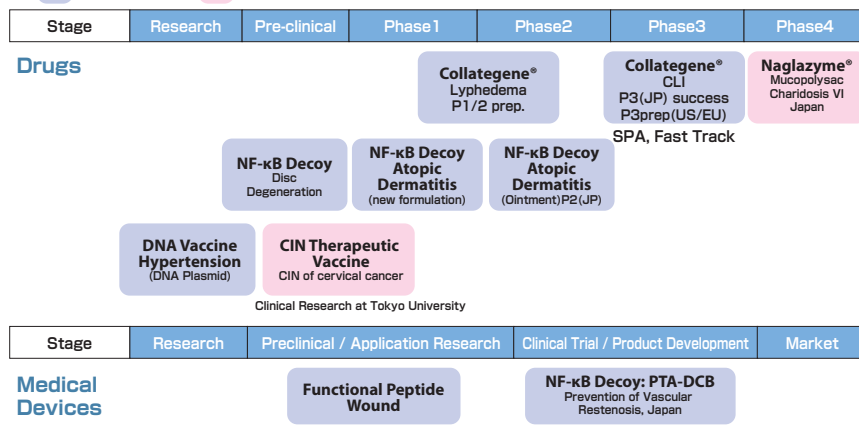 Stage Research Pre-clinical Phase1 Phase2 Phase3 Phase4
Drugs
Collategene®
Lyphedema
P1/2 prep.
Collategene®
CLI
P3(JP) success
P3prep(US/EU)
SPA, Fast Track
Naglazyme®
Mucopolysac
Charidosis VI
Japan
NF-κB Decoy
Disc
Degeneration
NF-κB Decoy
Atopic
Dermatitis
(new formulation)
NF-κB Decoy
Atopic
Dermatitis
(Ointment)P2(JP)
DNA Vaccine
Hypertension
(DNA Plasmid)
CIN Therapeutic
Vaccine
CIN of cervical cancer
Clinical Research at Tokyo University
Stage Research Preclinical / Application Research Clinical Trial / Product Development Market
Medical
Devices
Functional Peptide
Wound
NF-κB Decoy: PTA-DCB
Prevention of Vascular
Restenosis, Japan